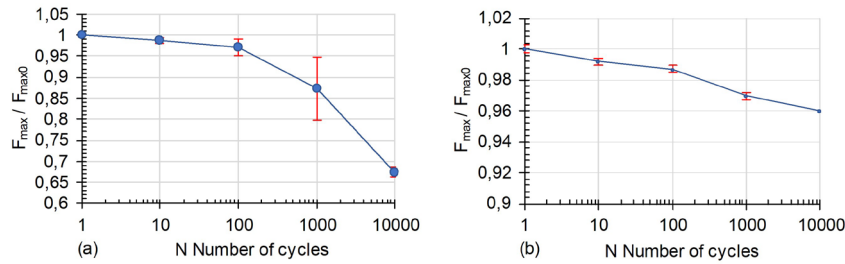 1,05
1
0,95
0,9
0,85
0,8
0,75
0,7
0,65
0,6
Fmax / Fmax0
1 10 100 1000 10000
(a) N Number of cycles
1,02
1
0,98
0,96
0,94
0,92
0,9
Fmax / Fmax0
1 10 100 1000 10000
(b) N Number of cycles